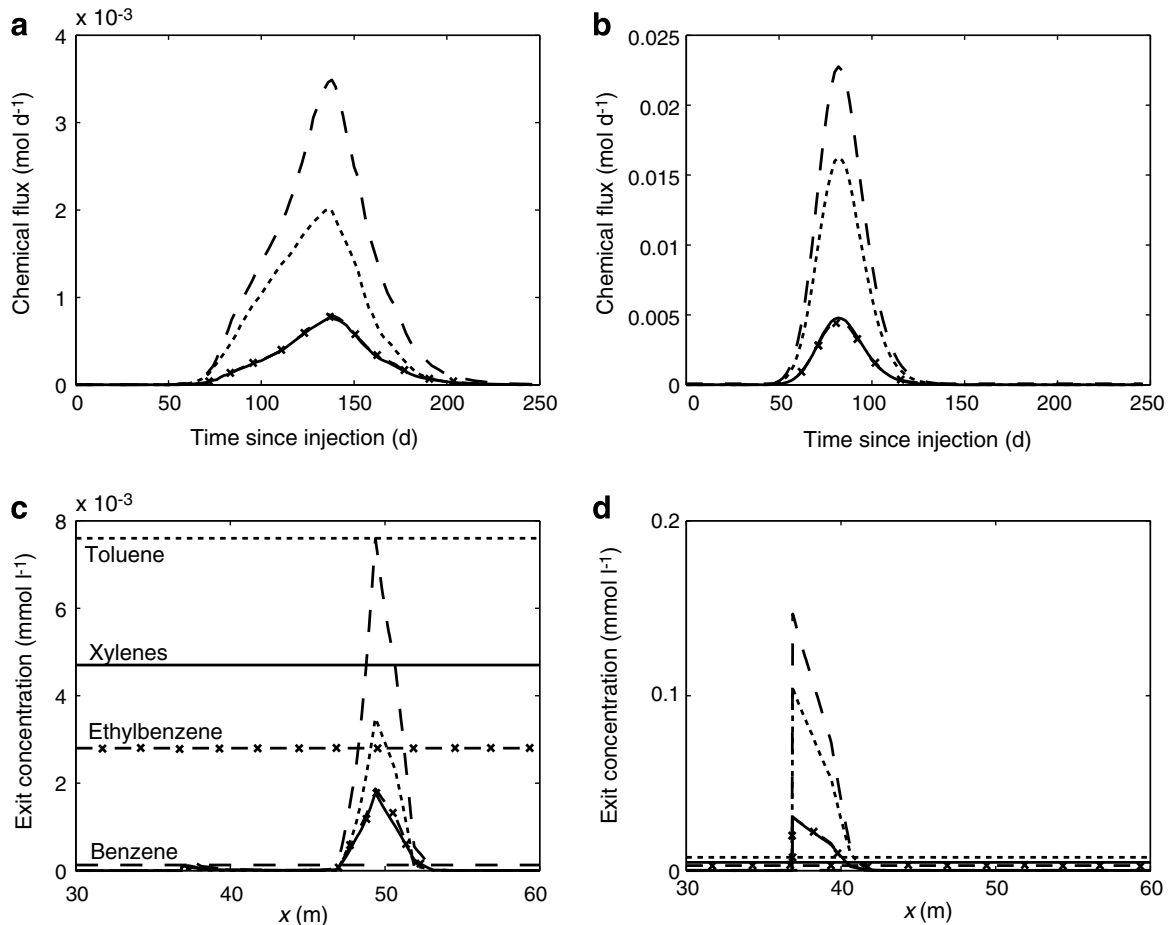 a
x 10⁻³
Chemical flux (mol d⁻¹)
4
3
2
1
0
0 50 100 150 200 250
Time since injection (d)
b
Chemical flux (mol d⁻¹)
0.025
0.02
0.015
0.01
0.005
0
0 50 100 150 200 250
Time since injection (d)
c
x 10⁻³
Exit concentration (mmol l⁻¹)
8
6
4
2
0
Toluene
Xylenes
Ethylbenzene
Benzene
30 40 50 60
x (m)
d
Exit concentration (mmol l⁻¹)
0.2
0.1
0
30 40 50 60
x (m)